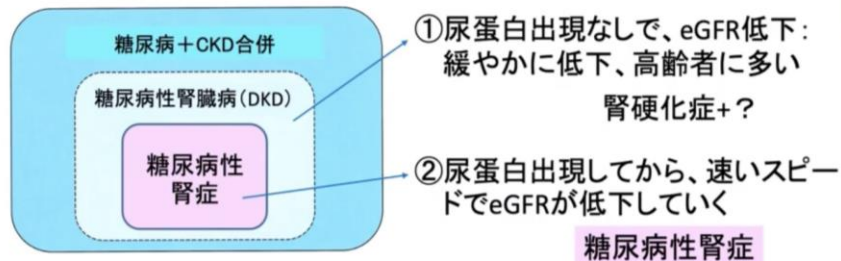 糖尿病＋CKD合併
糖尿病性腎臓病（DKD）
糖尿病性
腎症
①尿蛋白出現なしで、eGFR低下：
緩やかに低下、高齢者に多い
腎硬化症+？
②尿蛋白出現してから、速いスピー
ドでeGFRが低下していく
糖尿病性腎症